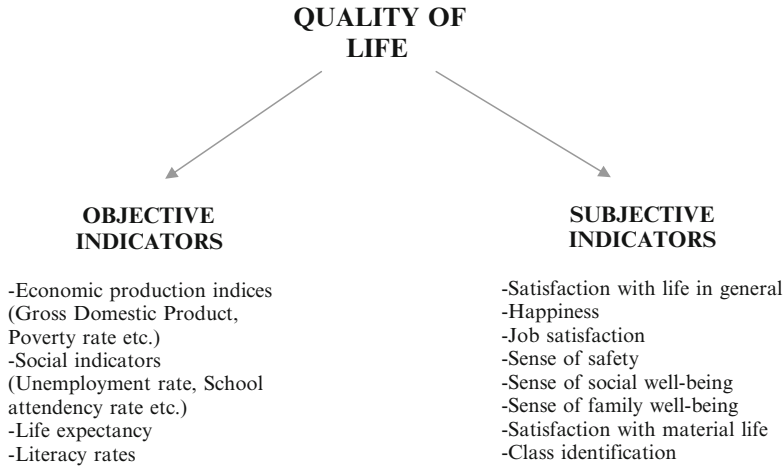 QUALITY OF
LIFE
OBJECTIVE
INDICATORS
-Economic production indices
(Gross Domestic Product,
Poverty rate etc.)
-Social indicators
(Unemployment rate, School
attendency rate etc.)
-Life expectancy
-Literacy rates
SUBJECTIVE
INDICATORS
-Satisfaction with life in general
-Happiness
-Job satisfaction
-Sense of safety
-Sense of social well-being
-Sense of family well-being
-Satisfaction with material life
-Class identification